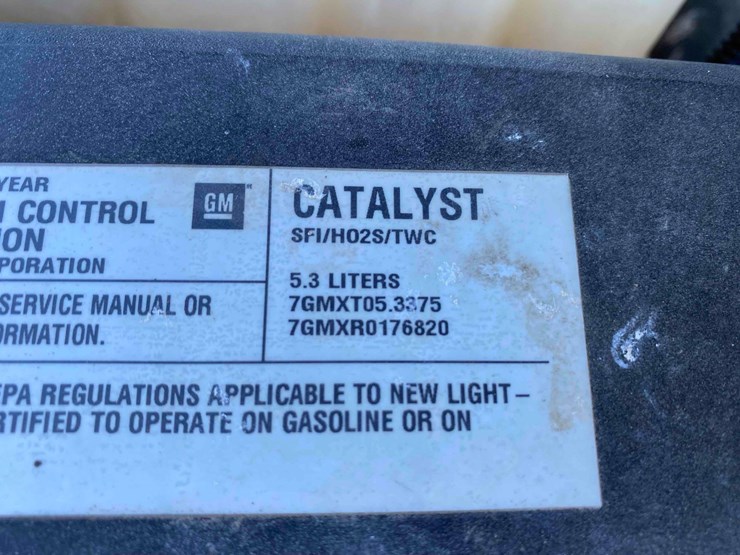 YEAR
CONTROL
ION
PORATION
GM
SERVICE MANUAL OR
ORMATION.
CATALYST
SFI/HO2S/TWC
5.3 LITERS
7GMXT05.3375
7GMXR0176820
EPA REGULATIONS APPLICABLE TO NEW LIGHT–
RTIFIED TO OPERATE ON GASOLINE OR ON